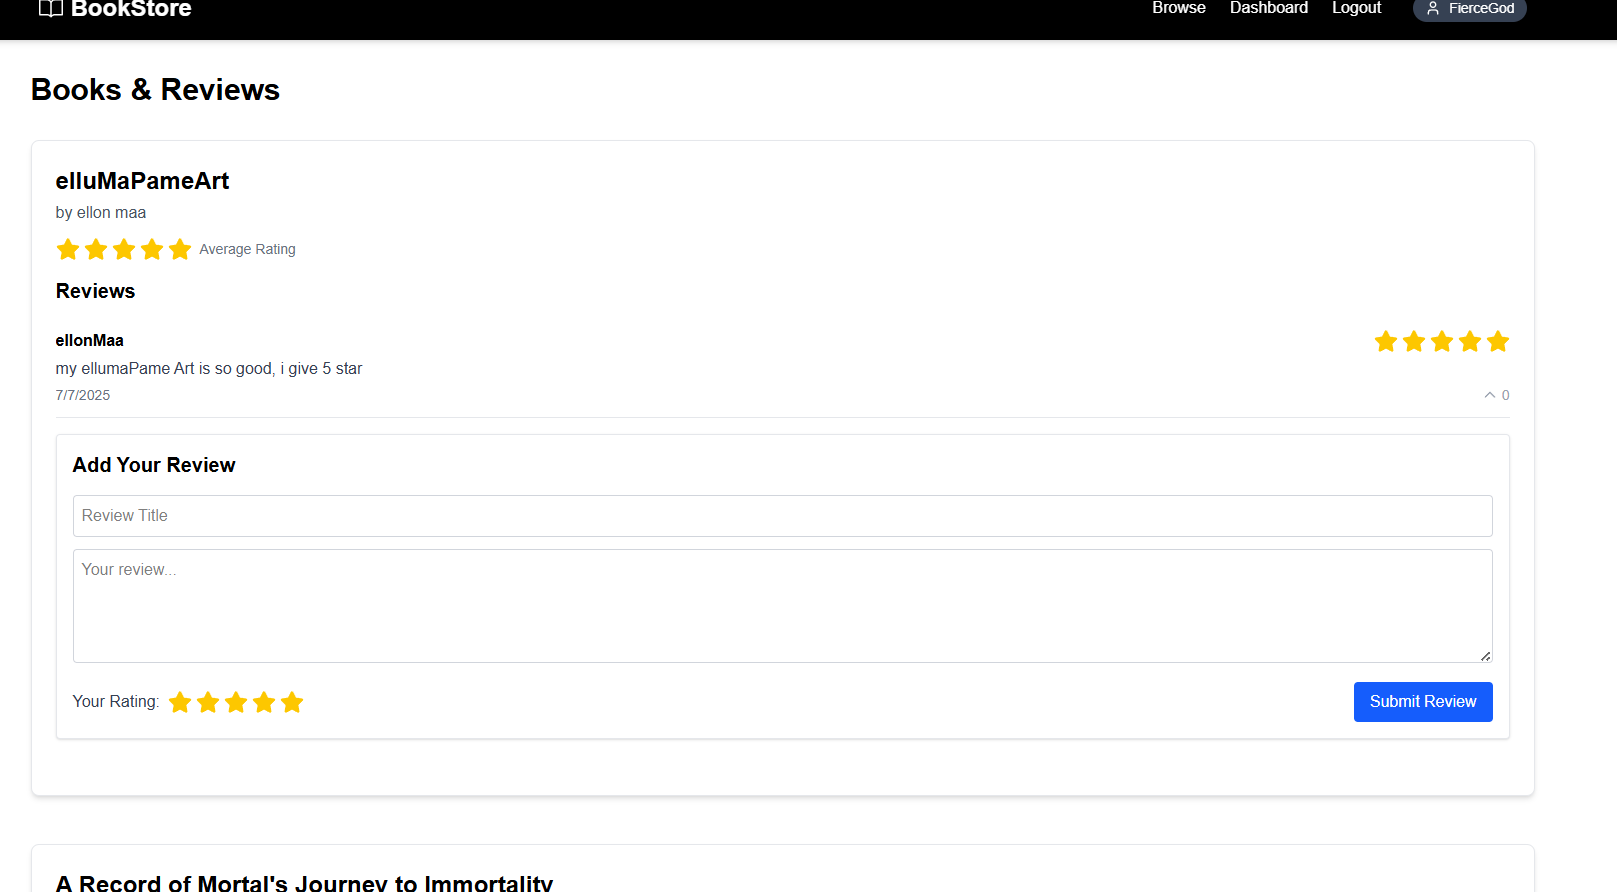 BookStore
Browse Dashboard Logout FierceGod
Books & Reviews
elluMaPameArt
by ellon maa
Average Rating
Reviews
ellonMaa
my ellumaPame Art is so good, i give 5 star
7/7/2025 0
Add Your Review
Review Title
Your review...
Your Rating: Submit Review
A Record of Mortal's Journey to Immortality